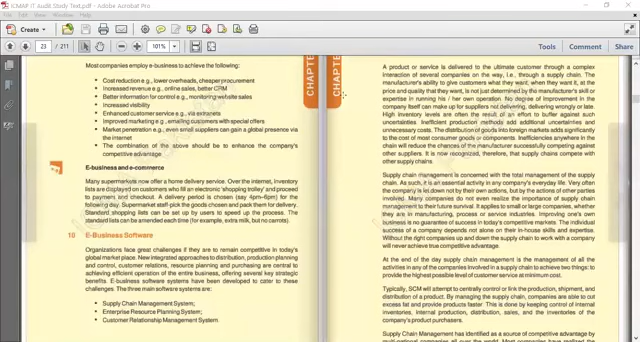 ICMAP IT Audit Study Text.pdf - Adobe Acrobat Pro
File Edit View Window Help
Create
23 / 211
101%
Tools
Comment
Share
Most companies employ e-business to achieve the following:
• Cost reduction e.g., lower overheads, cheaper procurement
• Increased revenue e.g., online sales, better CRM
• Better information for control e.g., monitoring website sales
• Increased visibility
• Enhanced customer service e.g., via extranets
• Improved marketing e.g., emailing customers with special offers
• Market penetration e.g., even small suppliers can gain a global presence via
the internet
• The combination of the above should be to enhance the company's
competitive advantage
E-business and e-commerce
Many supermarkets now offer a home delivery service. Over the internet, inventory
lists are displayed on customers who fill an electronic 'shopping trolley' and proceed
to payment and checkout. A delivery period is chosen (say 4pm-6pm) for the
following day. Supermarket staff pick the goods chosen and pack them for delivery.
Standard shopping lists can be set up by users to speed up the process. The
standard lists can be amended each time (for example, extra milk, but no carrots).
10 E-Business Software
Organizations face great challenges if they are to remain competitive in today's
global market place. New integrated approaches to distribution, production planning
and control, customer relations, resource planning and purchasing are central to
achieving efficient operation of the entire business, offering several key strategic
benefits. E-business software systems have been developed to cater to these
challenges. The three main software systems are:
• Supply Chain Management System;
• Enterprise Resource Planning System;
• Customer Relationship Management System.
CHAPTE
CHAPTE
A product or service is delivered to the ultimate customer through a complex
interaction of several companies on the way, i.e., through a supply chain. The
manufacturer's ability to give customers what they want, when they want it, at the
price and quality that they want, is not just determined by the manufacturer's skill or
expertise in running his / her own operation. No degree of improvement in the
company itself can make up for suppliers not delivering, delivering wrongly or late.
High inventory levels are often the result of an effort to buffer against such
uncertainties. Inefficient production methods add additional uncertainties and
unnecessary costs. The distribution of goods into foreign markets adds significantly
to the cost of most consumer goods or components. Inefficiencies anywhere in the
chain will reduce the chances of the manufacturer successfully competing against
other suppliers. It is now recognized, therefore, that supply chains compete with
other supply chains.
Supply chain management is concerned with the total management of the supply
chain. As such, it is an essential activity in any company's everyday life. Very often
the company is let down not by their own actions, but by the actions of other parties
involved. Many companies do not even realize the importance of supply chain
management to their future survival. It applies to small or large companies, whether
they are in manufacturing, process or service industries. Improving one's own
business is no guarantee of success in today's competitive markets. The individual
success of a company depends not alone on their in-house skills and expertise.
Without the right companies up and down the supply chain to work with a company
will never achieve true competitive advantage.
At the end of the day supply chain management is the management of all the
activities in any of the companies involved in a supply chain to achieve two things: to
provide the highest possible level of customer service at minimum cost.
Typically, SCM will attempt to centrally control or link the production, shipment, and
distribution of a product. By managing the supply chain, companies are able to cut
excess fat and provide products faster. This is done by keeping control of internal
inventories, internal production, distribution, sales, and the inventories of the
company's product purchasers.
Supply Chain Management has identified as a source of competitive advantage by